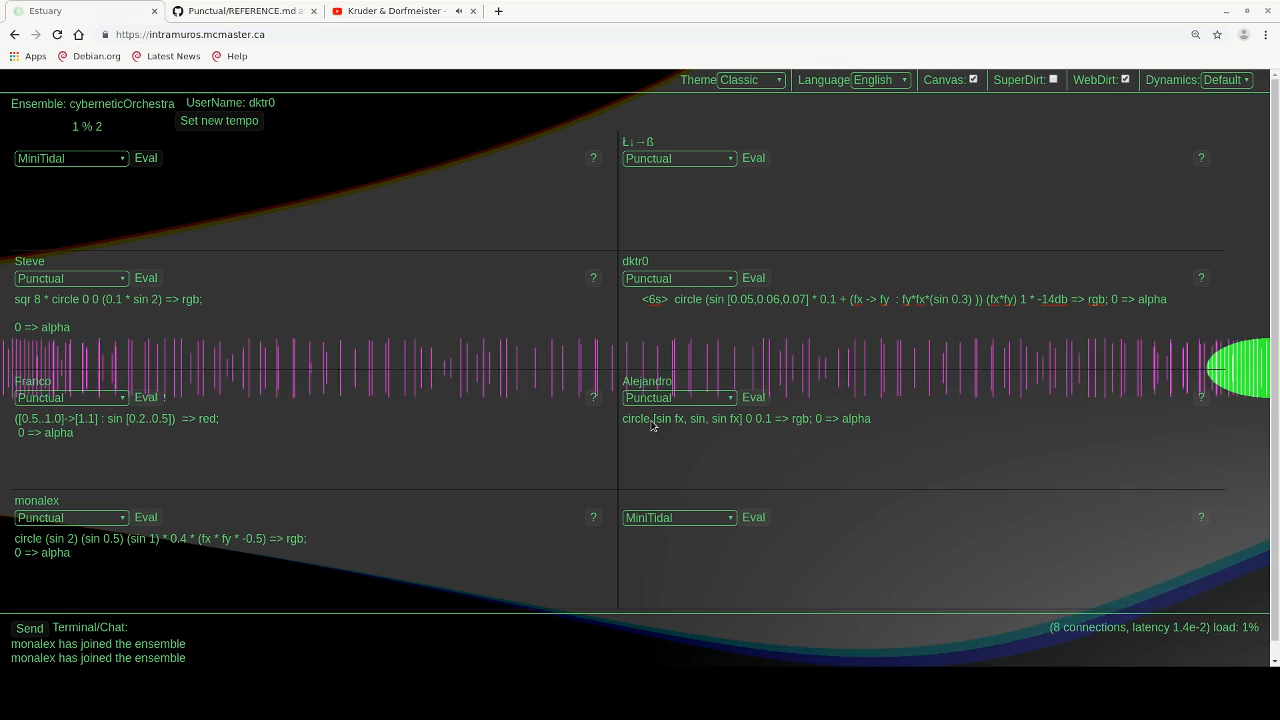 Estuary
Punctual/REFERENCE.md a
Kruder & Dorfmeister -
https://intramuros.mcmaster.ca
Apps
Debian.org
Latest News
Help
Theme Classic
Language English
Canvas:
SuperDirt:
WebDirt:
Dynamics: Default
Ensemble: cyberneticOrchestra
UserName: dktr0
1 % 2
Set new tempo
MiniTidal Eval ?
Ł↓→ß
Punctual Eval ?
Steve
Punctual Eval ?
sqr 8 * circle 0 0 (0.1 * sin 2) => rgb;
0 => alpha
dktr0
Punctual Eval ?
<6s> circle (sin [0.05,0.06,0.07] * 0.1 + (fx -> fy : fy*fx*(sin 0.3) )) (fx*fy) 1 * -14db => rgb; 0 => alpha
Franco
Punctual Eval ! ?
([0.5..1.0]->[1.1] : sin [0.2..0.5]) => red;
0 => alpha
Alejandro
Punctual Eval ?
circle [sin fx, sin, sin fx] 0 0.1 => rgb; 0 => alpha
monalex
Punctual Eval ?
circle (sin 2) (sin 0.5) (sin 1) * 0.4 * (fx * fy * -0.5) => rgb;
0 => alpha
MiniTidal Eval ?
Send Terminal/Chat:
(8 connections, latency 1.4e-2) load: 1%
monalex has joined the ensemble
monalex has joined the ensemble